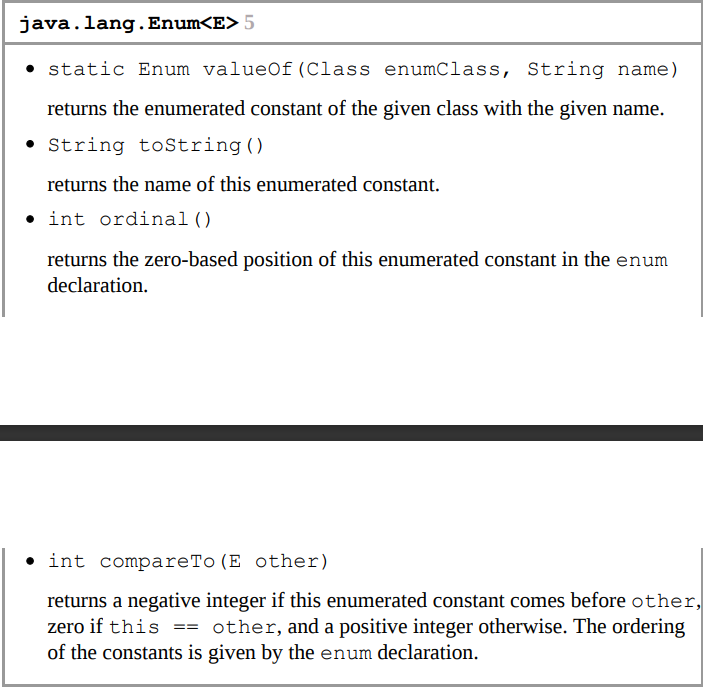 java.lang.Enum<E> 5
• static Enum valueOf(Class enumClass, String name)
returns the enumerated constant of the given class with the given name.
• String toString()
returns the name of this enumerated constant.
• int ordinal()
returns the zero-based position of this enumerated constant in the enum
declaration.
• int compareTo(E other)
returns a negative integer if this enumerated constant comes before other,
zero if this == other, and a positive integer otherwise. The ordering
of the constants is given by the enum declaration.